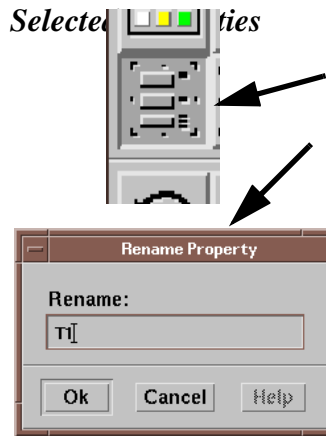 Selected ties
Rename Property
Rename:
T1
Ok Cancel Help